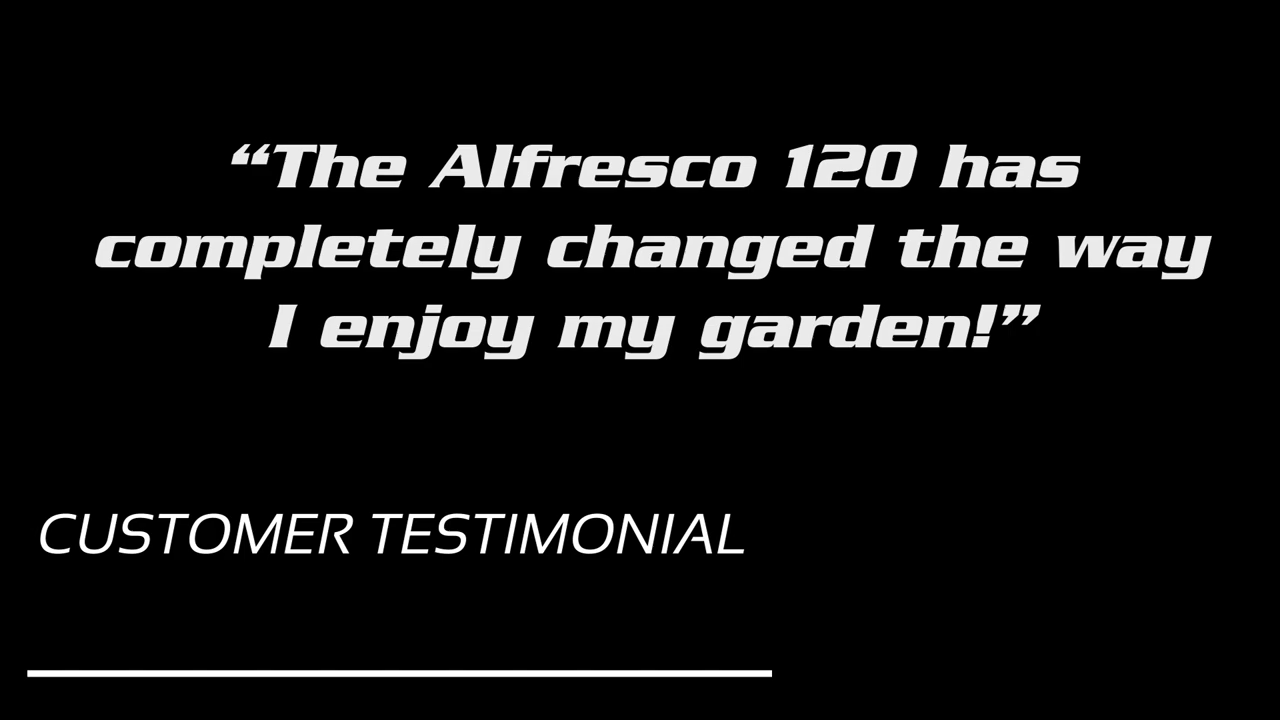 “The Alfresco 120 has
completely changed the way
I enjoy my garden!”
CUSTOMER TESTIMONIAL